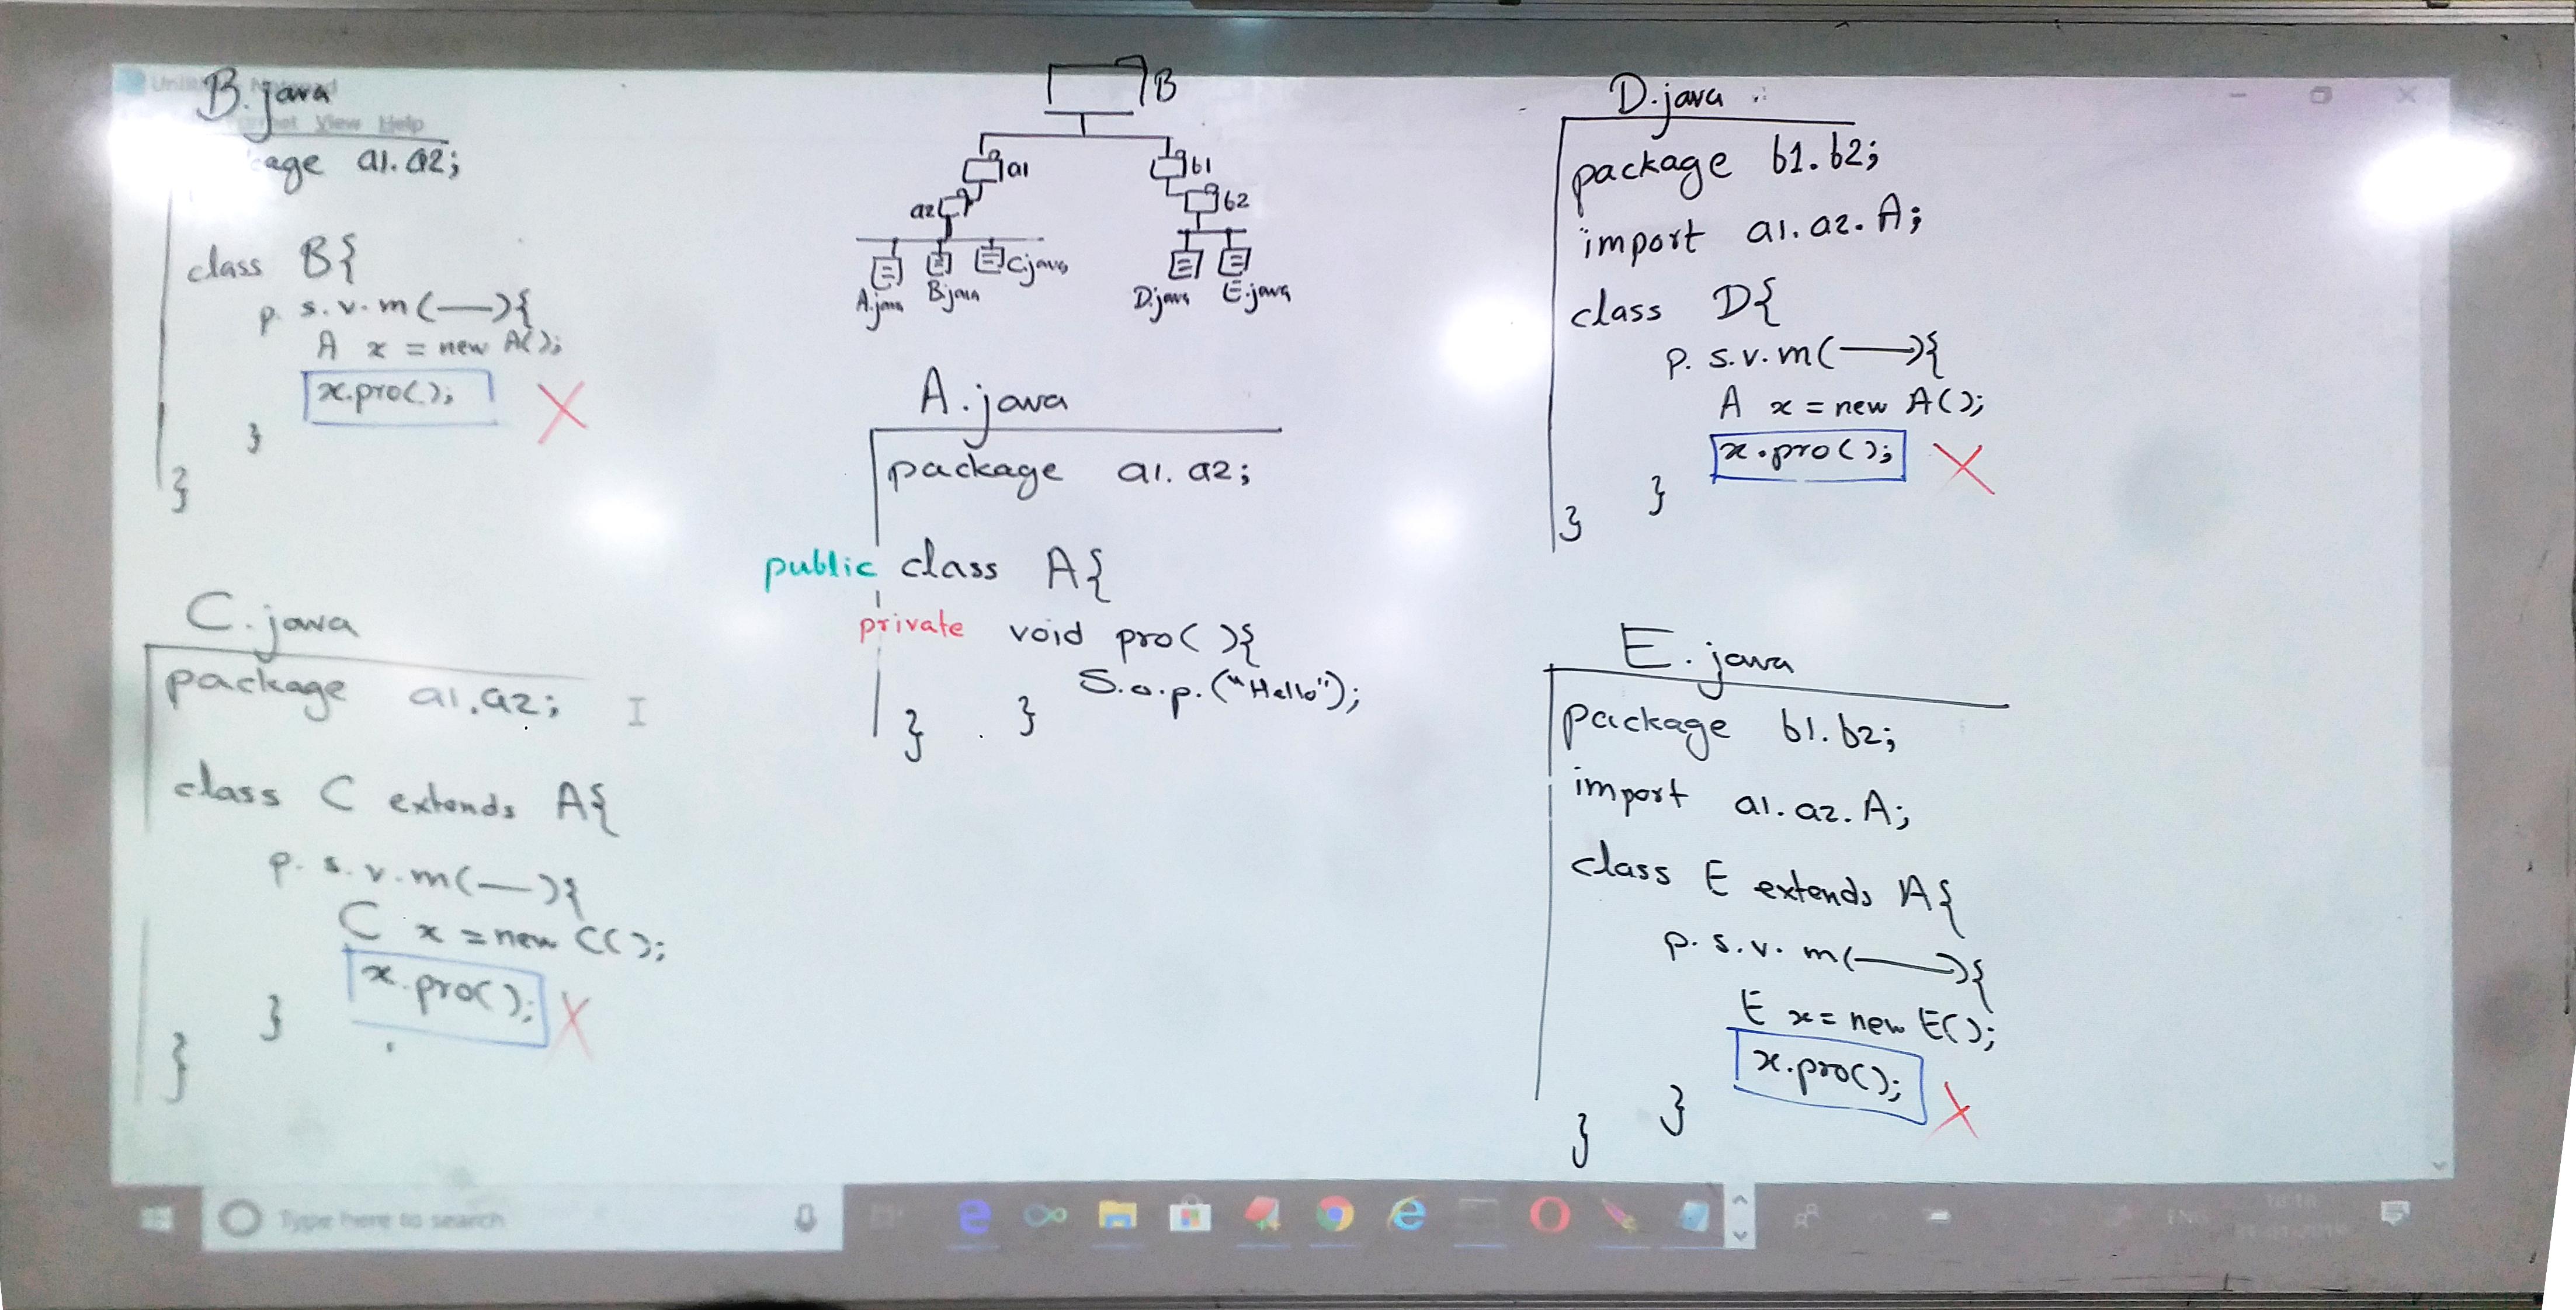 B.java
View Help
age a1.a2;
class B{
p. s. v. m(—){
A x = new A();
x.pro();
}
}
C.java
package a1.a2;
class C extends A{
p. s. v. m(—){
C x = new C();
x.pro();
}
}
B
a1
b1
a2
b2
A.java
B.java
C.java
D.java
E.java
A.java
package a1.a2;
public class A{
private void pro(){
S.o.p.("Hello");
}
}
D.java
package b1.b2;
import a1.a2.A;
class D{
p. s. v. m(—){
A x = new A();
x.pro();
}
}
E.java
package b1.b2;
import a1.a2.A;
class E extends A{
p. s. v. m(—){
E x = new E();
x.pro();
}
}
Type here to search
ENG